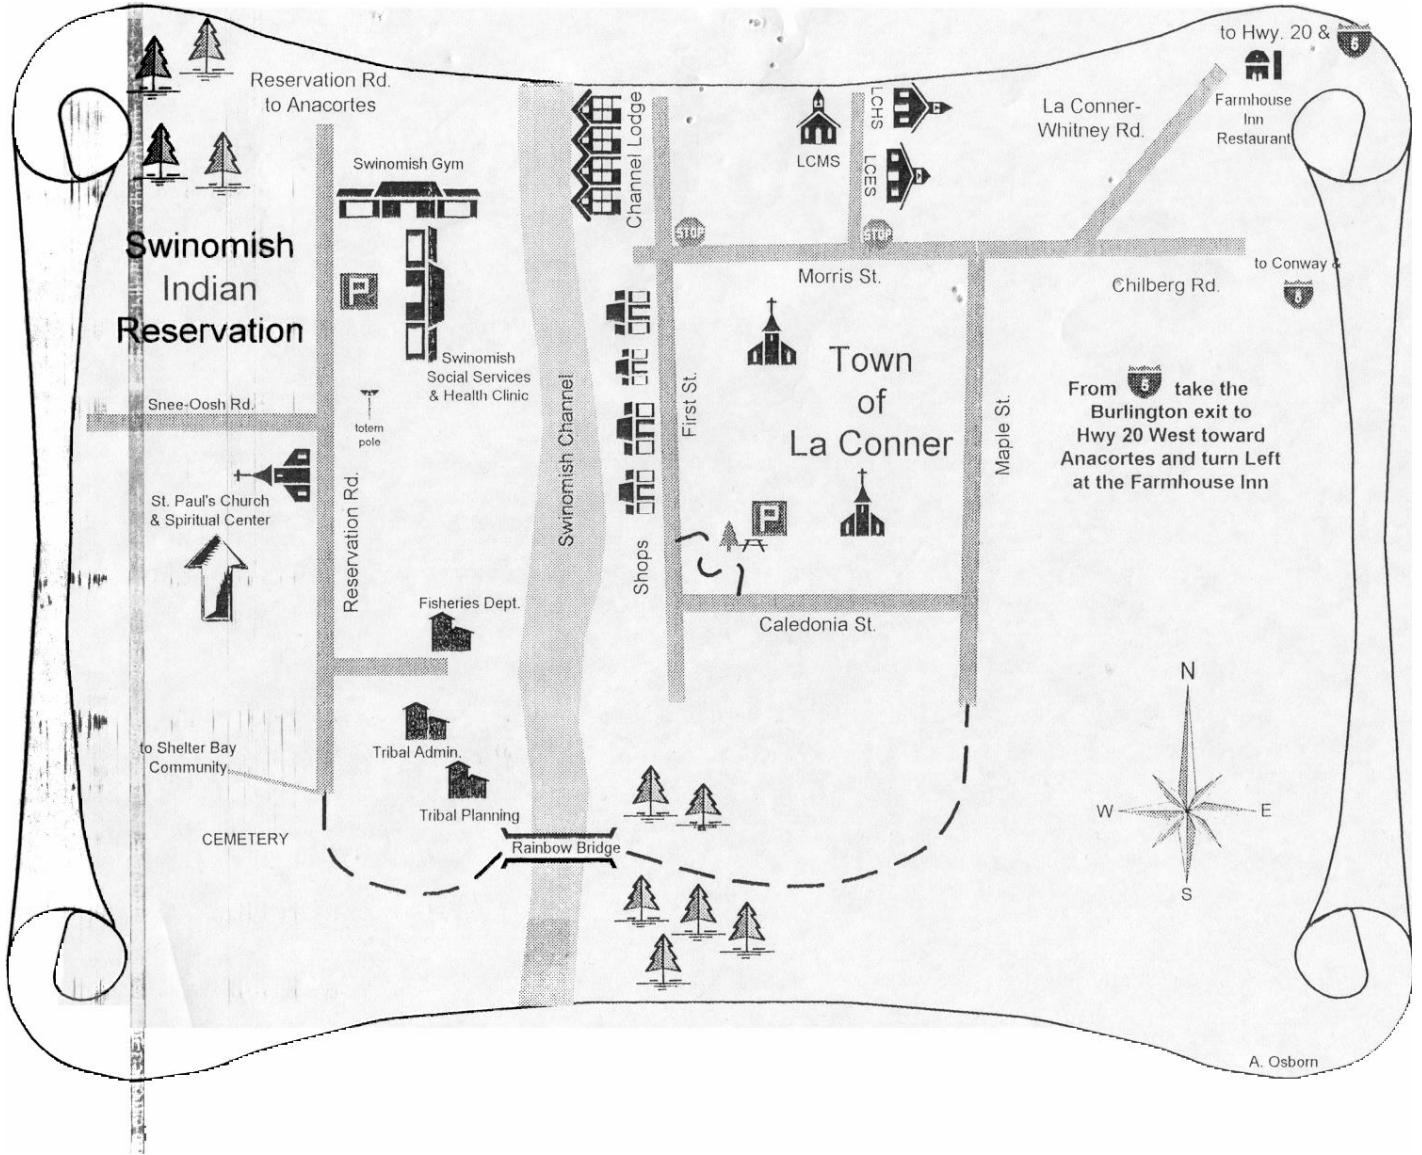 to Hwy. 20 &
5
Farmhouse
Inn
Restaurant
La Conner-
Whitney Rd.
LCHS
LCES
LCMS
Channel Lodge
Reservation Rd.
to Anacortes
Swinomish Gym
STOP
STOP
Swinomish
Indian
Reservation
P
Swinomish
Social Services
& Health Clinic
Morris St.
Chilberg Rd.
to Conway &
5
Town
of
La Conner
From 5 take the
Burlington exit to
Hwy 20 West toward
Anacortes and turn Left
at the Farmhouse Inn
Snee-Oosh Rd.
totem
pole
Swinomish Channel
First St.
Maple St.
St. Paul's Church
& Spiritual Center
Reservation Rd.
Shops
P
Fisheries Dept.
Caledonia St.
to Shelter Bay
Community
Tribal Admin.
Tribal Planning
CEMETERY
Rainbow Bridge
N
W
E
S
A. Osborn